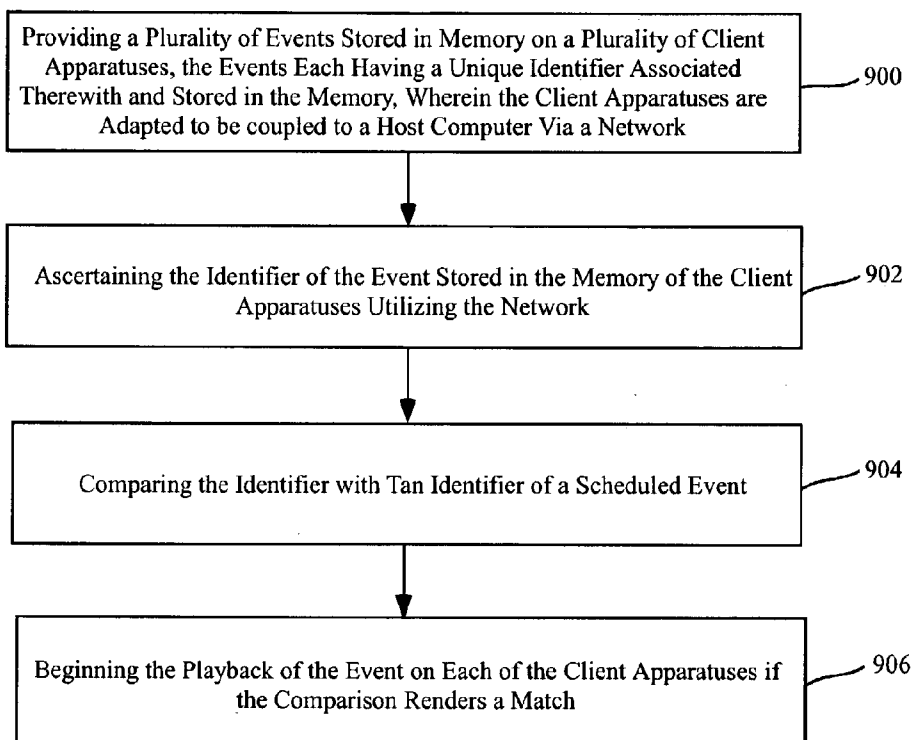 Providing a Plurality of Events Stored in Memory on a Plurality of Client
Apparatuses, the Events Each Having a Unique Identifier Associated
Therewith and Stored in the Memory, Wherein the Client Apparatuses are
Adapted to be coupled to a Host Computer Via a Network
900
Ascertaining the Identifier of the Event Stored in the Memory of the Client
Apparatuses Utilizing the Network
902
Comparing the Identifier with Tan Identifier of a Scheduled Event
904
Beginning the Playback of the Event on Each of the Client Apparatuses if
the Comparison Renders a Match
906